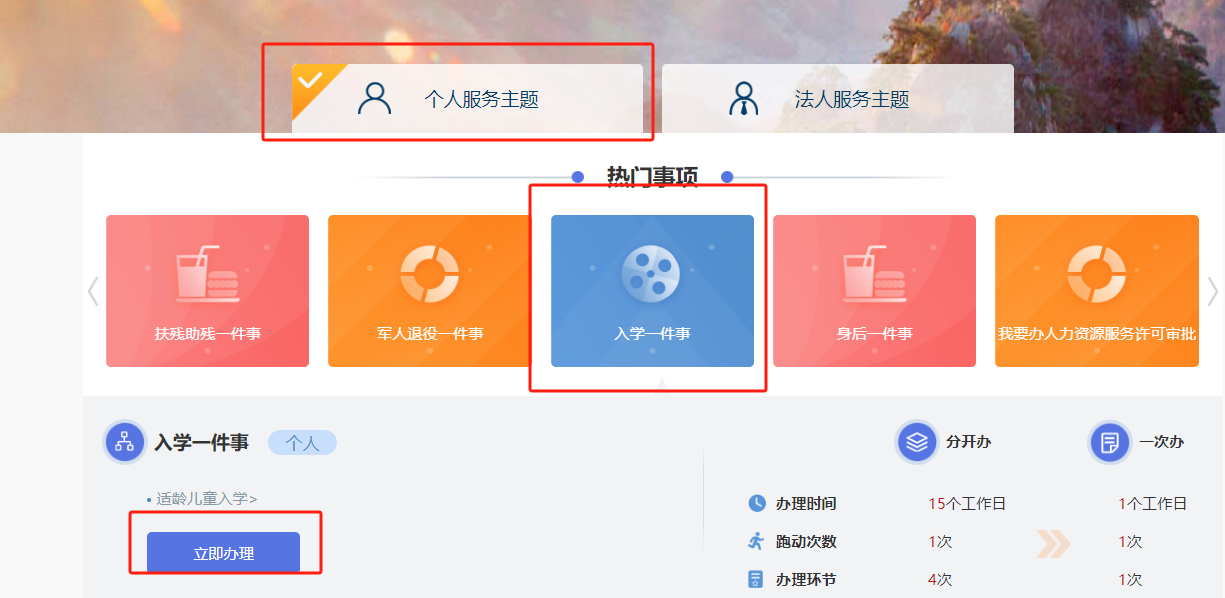 个人服务主题 法人服务主题
热门事项
扶残助残一件事 军人退役一件事 入学一件事 身后一件事 我要办人力资源服务许可审批
入学一件事 个人 分开办 一次办
•适龄儿童入学>
办理时间 15个工作日 1个工作日
跑动次数 1次 1次
立即办理
办理环节 4次 1次